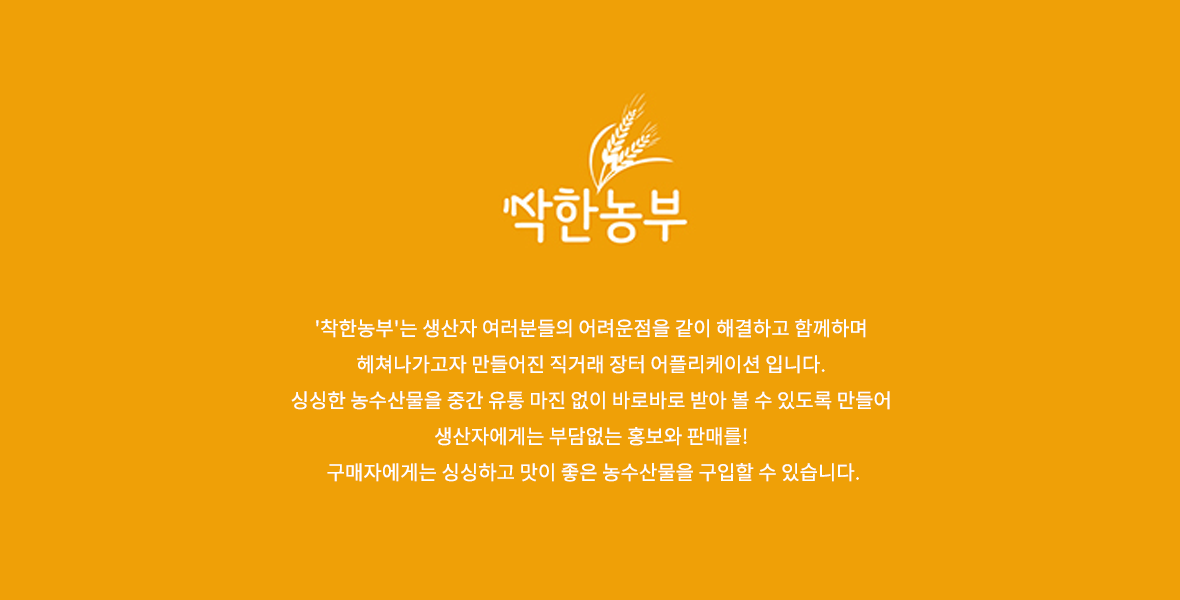 착한농부
'착한농부'는 생산자 여러분들의 어려운점을 같이 해결하고 함께하며
헤쳐나가고자 만들어진 직거래 장터 어플리케이션 입니다.
싱싱한 농수산물을 중간 유통 마진 없이 바로바로 받아 볼 수 있도록 만들어
생산자에게는 부담없는 홍보와 판매를!
구매자에게는 싱싱하고 맛이 좋은 농수산물을 구입할 수 있습니다.